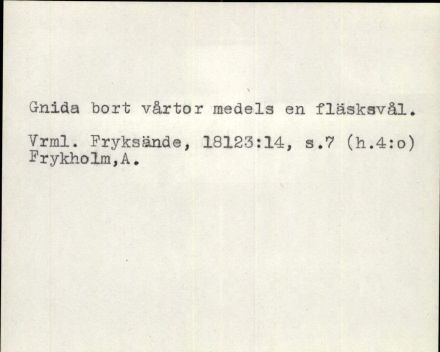 Gnida bort vårtor medels en fläsksvål.
Vrml. Fryksände, 18123:14, s.7 (h.4:o)
Frykholm,A.